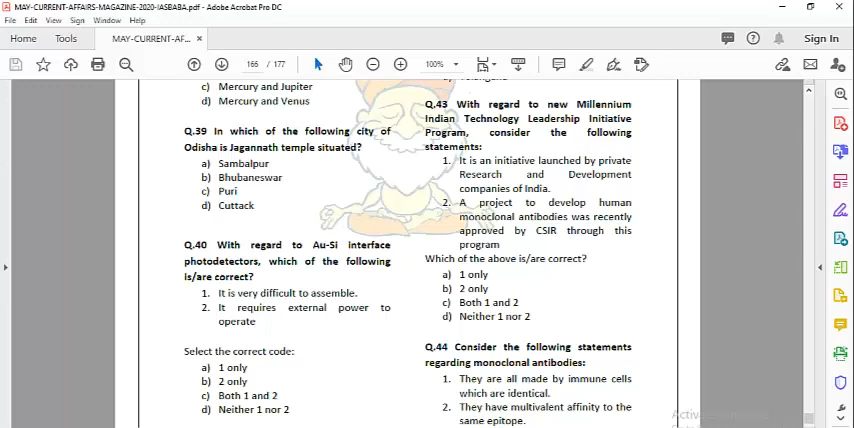 MAY-CURRENT-AFFAIRS-MAGAZINE-2020-IASBABA.pdf - Adobe Acrobat Pro DC
File Edit View Sign Window Help
Home Tools MAY-CURRENT-AF... × Sign In
166 / 177 100%
c) Mercury and Jupiter
d) Mercury and Venus
Q.39 In which of the following city of
Odisha is Jagannath temple situated?
a) Sambalpur
b) Bhubaneswar
c) Puri
d) Cuttack
Q.40 With regard to Au-Si interface
photodetectors, which of the following
is/are correct?
1. It is very difficult to assemble.
2. It requires external power to
operate
Select the correct code:
a) 1 only
b) 2 only
c) Both 1 and 2
d) Neither 1 nor 2
Q.43 With regard to new Millennium
Indian Technology Leadership Initiative
Program, consider the following
statements:
1. It is an initiative launched by private
Research and Development
companies of India.
2. A project to develop human
monoclonal antibodies was recently
approved by CSIR through this
program
Which of the above is/are correct?
a) 1 only
b) 2 only
c) Both 1 and 2
d) Neither 1 nor 2
Q.44 Consider the following statements
regarding monoclonal antibodies:
1. They are all made by immune cells
which are identical.
2. They have multivalent affinity to the
same epitope.